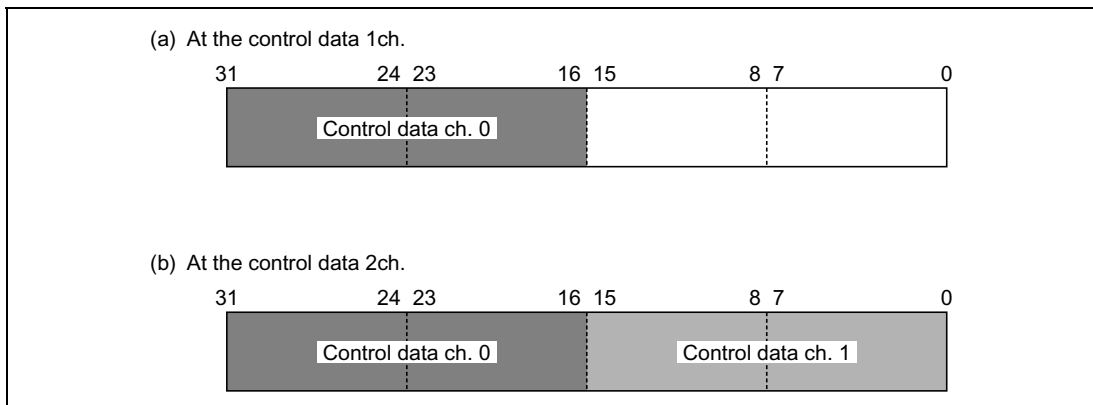 (a) At the control data 1ch.
31 24 23 16 15 8 7 0
Control data ch. 0
(b) At the control data 2ch.
31 24 23 16 15 8 7 0
Control data ch. 0 Control data ch. 1